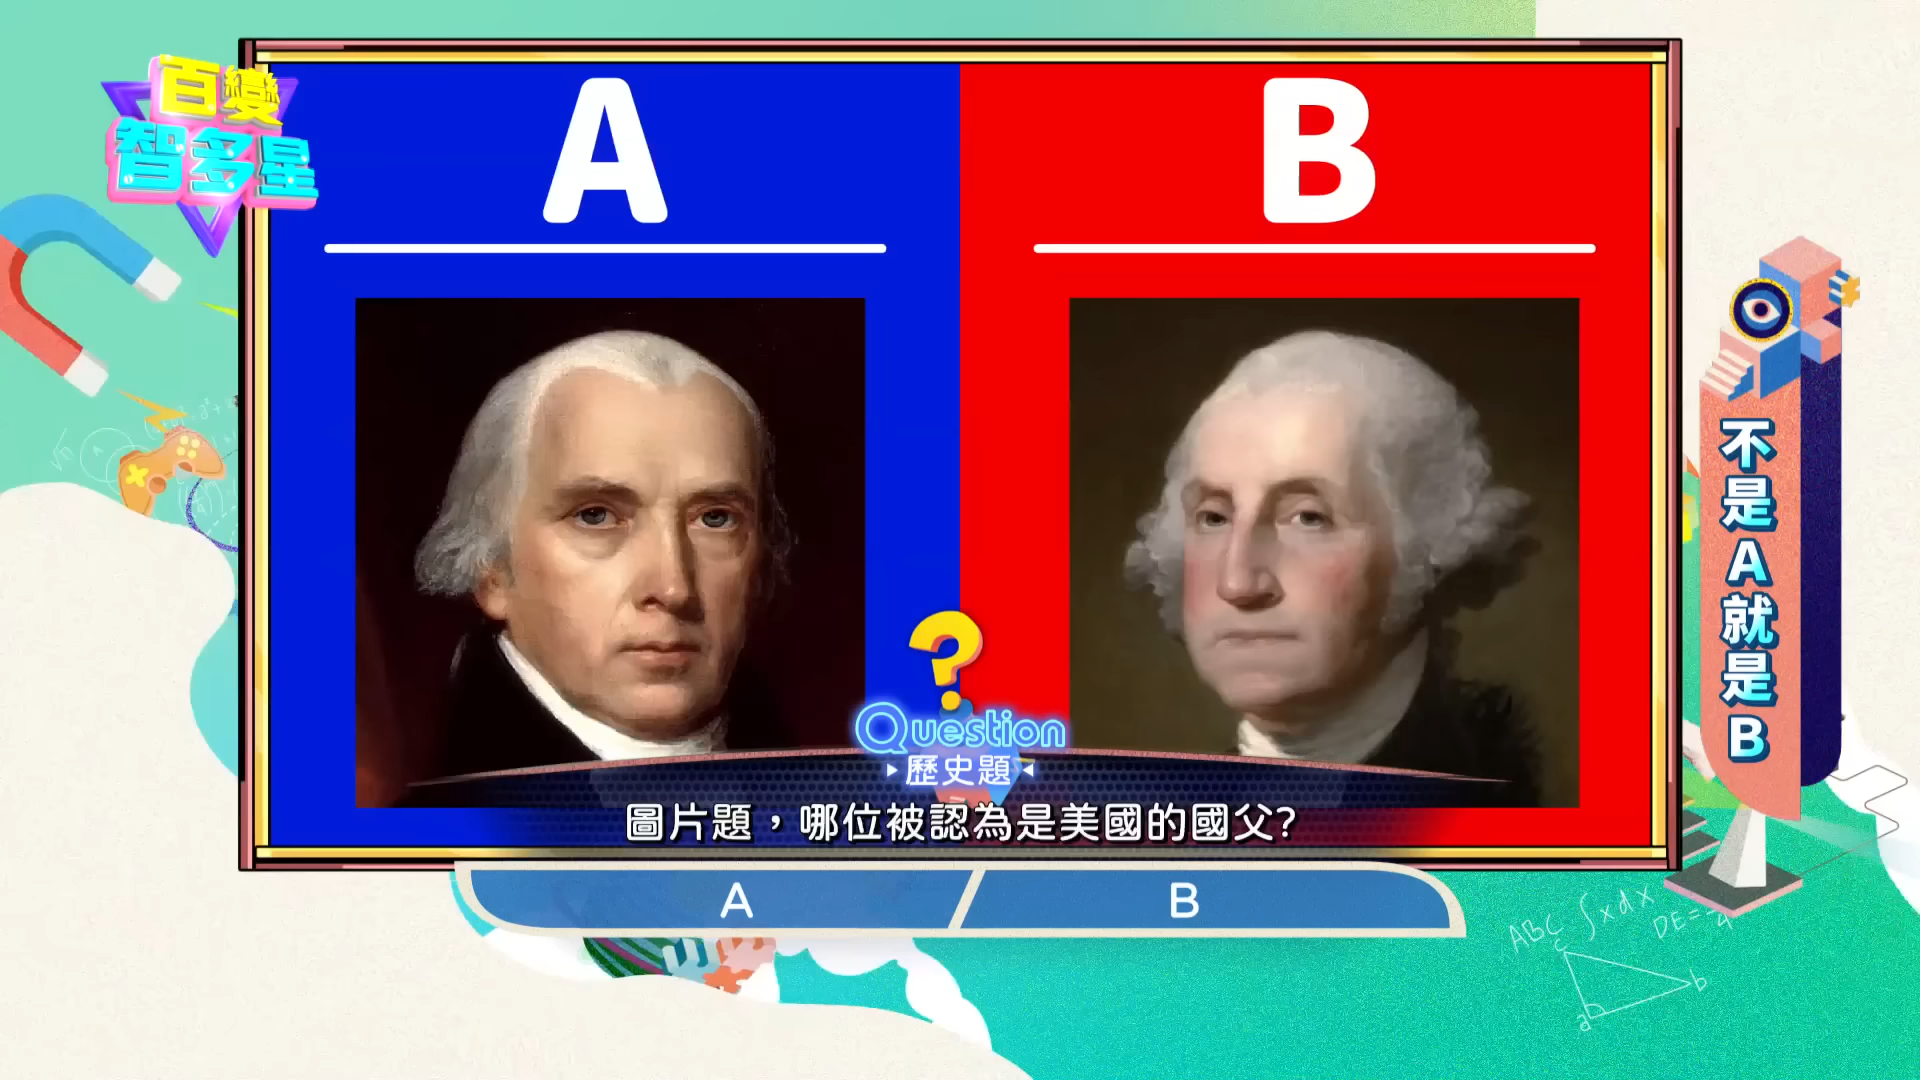 百變
智多星
A
B
Question
歷史題
圖片題，哪位被認為是美國的國父?
A
B
不是A就是B
ABC ∫xdx
c
b
a